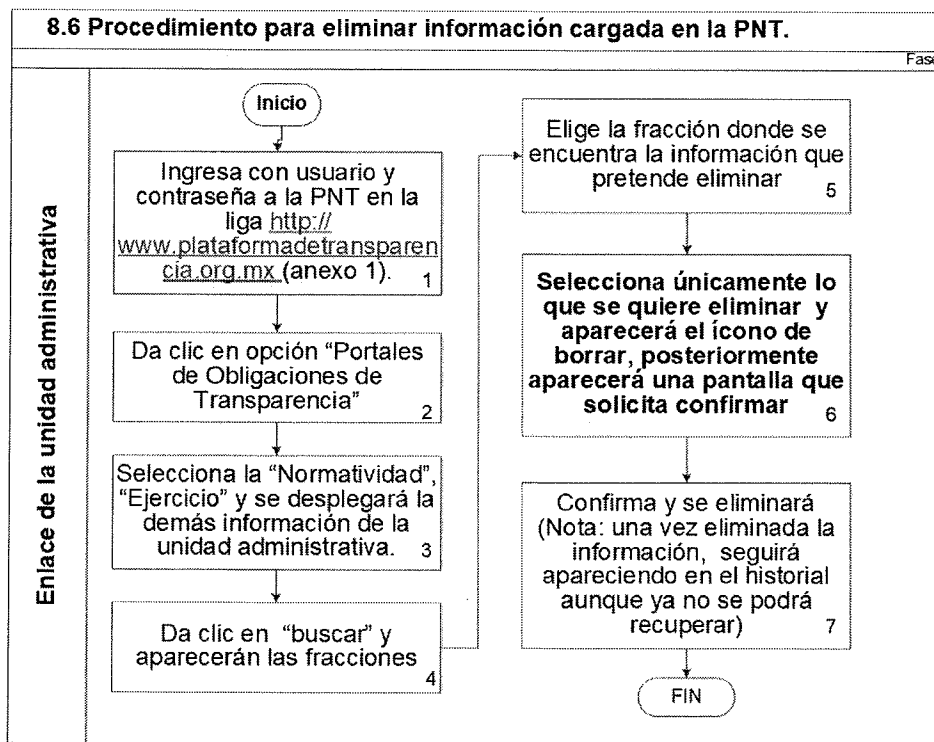 8.6 Procedimiento para eliminar información cargada en la PNT.
Fase
Enlace de la unidad administrativa
Inicio
Ingresa con usuario y
contraseña a la PNT en la
liga http://
www.plataformadetransparen
cia.org.mx (anexo 1).
1
Da clic en opción “Portales
de Obligaciones de
Transparencia”
2
Selecciona la “Normatividad”,
“Ejercicio” y se desplegará la
demás información de la
unidad administrativa.
3
Da clic en “buscar” y
aparecerán las fracciones
4
Elige la fracción donde se
encuentra la información que
pretende eliminar
5
Selecciona únicamente lo
que se quiere eliminar y
aparecerá el ícono de
borrar, posteriormente
aparecerá una pantalla que
solicita confirmar
6
Confirma y se eliminará
(Nota: una vez eliminada la
información, seguirá
apareciendo en el historial
aunque ya no se podrá
recuperar)
7
FIN